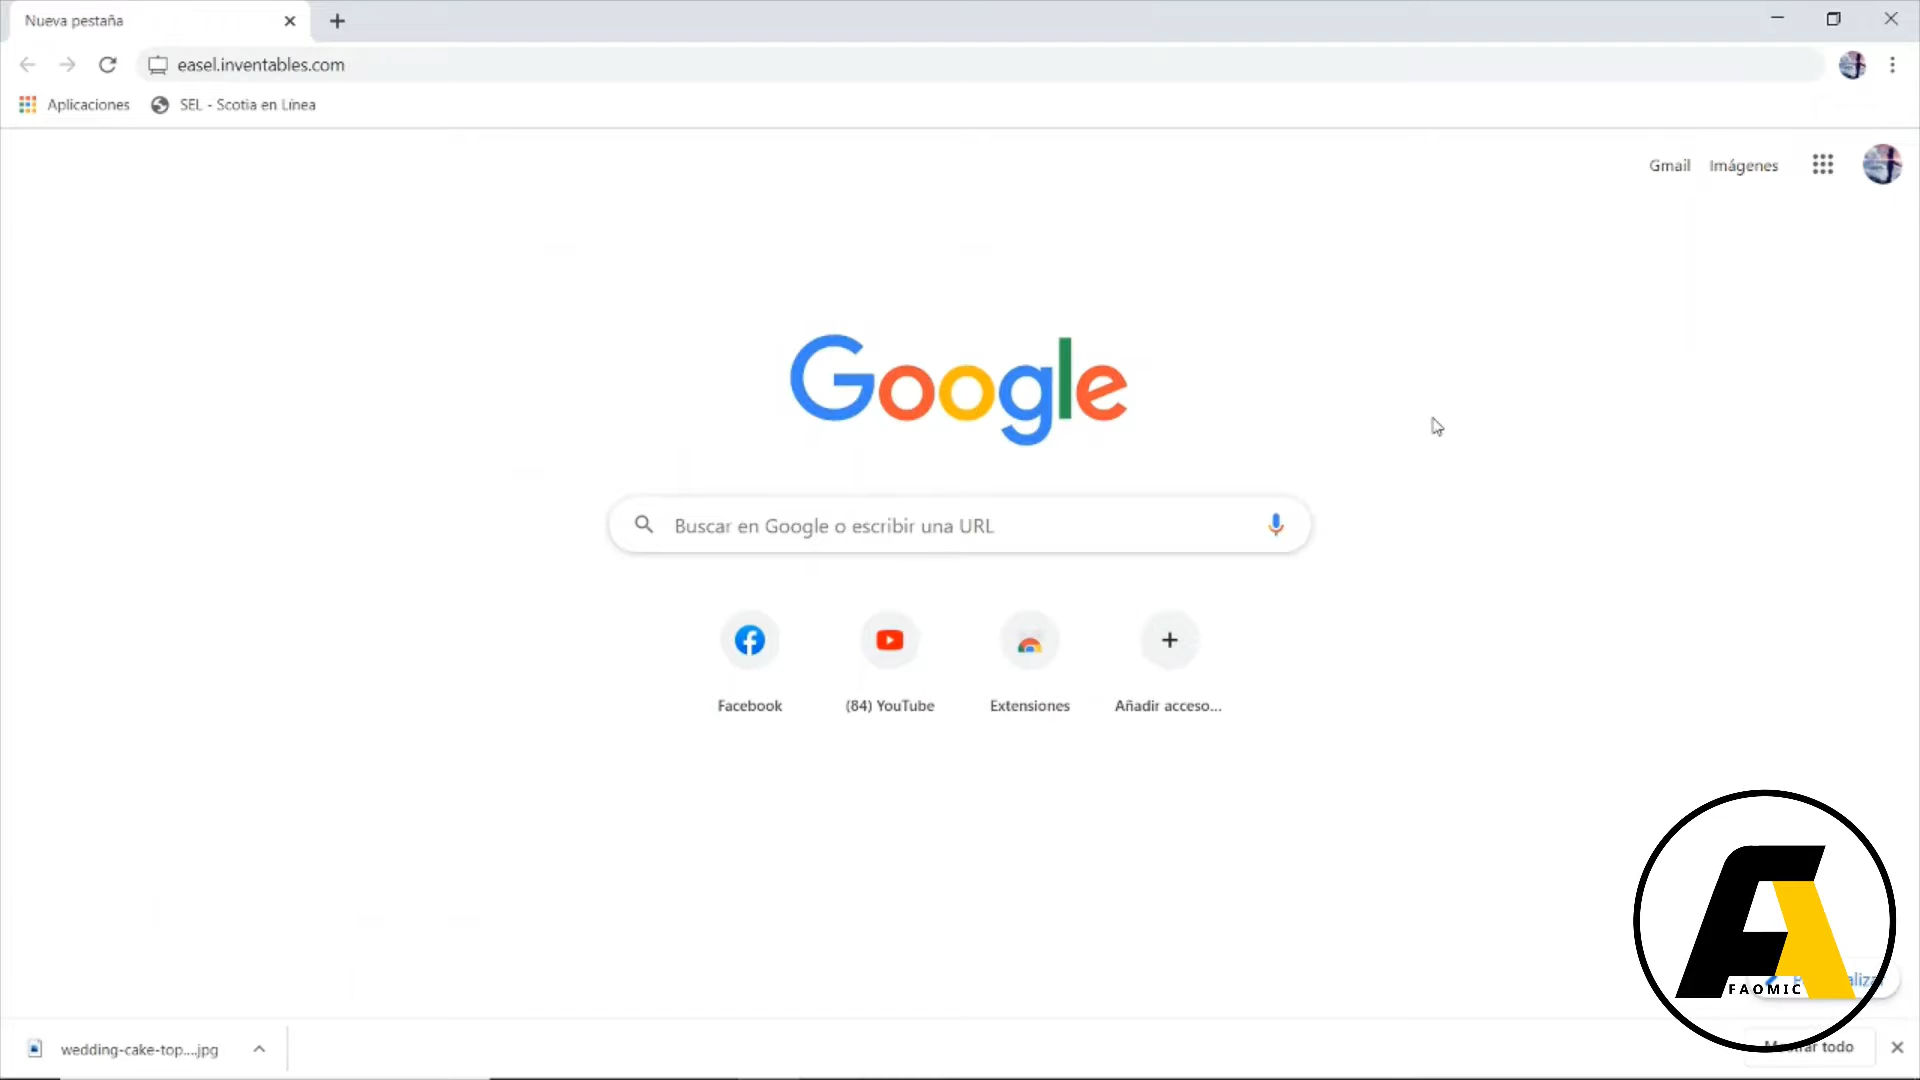 Nueva pestaña
easel.inventables.com
Aplicaciones
SEL - Scotia en Línea
Gmail
Imágenes
Google
Buscar en Google o escribir una URL
Facebook
(84) YouTube
Extensiones
Añadir acceso...
FAOMIC
wedding-cake-top....jpg
todo